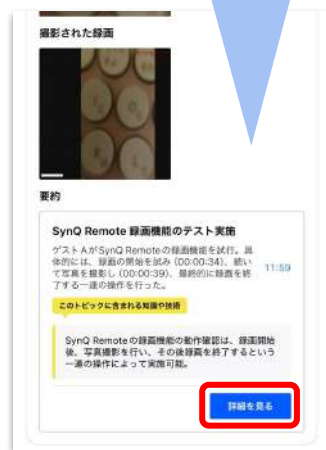 撮影された録画
要約
SynQ Remote 録画機能のテスト実施
ゲスト AがSynQ Remoteの録画機能を試行。具
体的には、録画の開始を試み (00:00:34)、続い
て写真を撮影し (00:00:39)、最終的に録画を終
了する一連の操作を行った。
11:59
このトピックに含まれる知識や技術
SynQ Remoteの録画機能の動作確認は、録画開始
後、写真撮影を行い、その後録画を終了するという
一連の操作によって実施可能。
詳細を見る